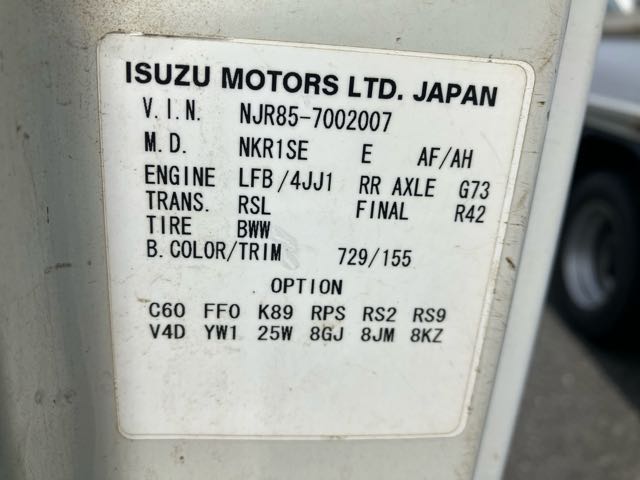 ISUZU MOTORS LTD. JAPAN
V.I.N. NJR85-7002007
M.D. NKR1SE E AF/AH
ENGINE LFB/4JJ1 RR AXLE G73
TRANS. RSL FINAL R42
TIRE BWW
B.COLOR/TRIM 729/155
OPTION
C60 FF0 K89 RPS RS2 RS9
V4D YW1 25W 8GJ 8JM 8KZ